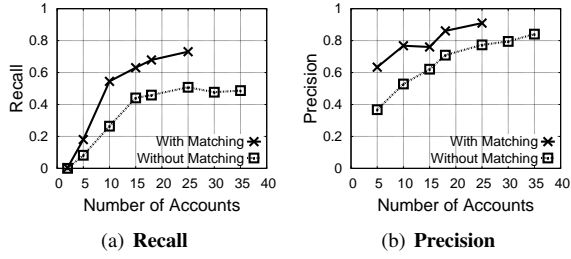 Recall
1
0.8
0.6
0.4
0.2
0
With Matching
Without Matching
0 5 10 15 20 25 30 35 40
Number of Accounts
(a) Recall
Precision
1
0.8
0.6
0.4
0.2
0
With Matching
Without Matching
0 5 10 15 20 25 30 35 40
Number of Accounts
(b) Precision